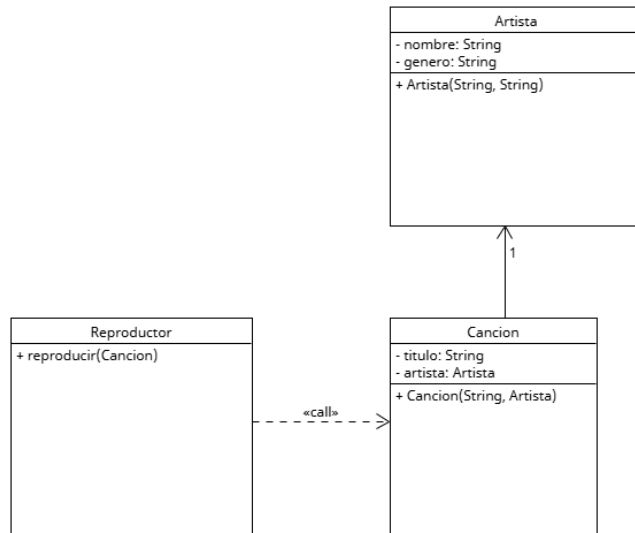 Artista
- nombre: String
- genero: String
+ Artista(String, String)
1
Reproductor
+ reproducir(Cancion)
«call»
Cancion
- titulo: String
- artista: Artista
+ Cancion(String, Artista)